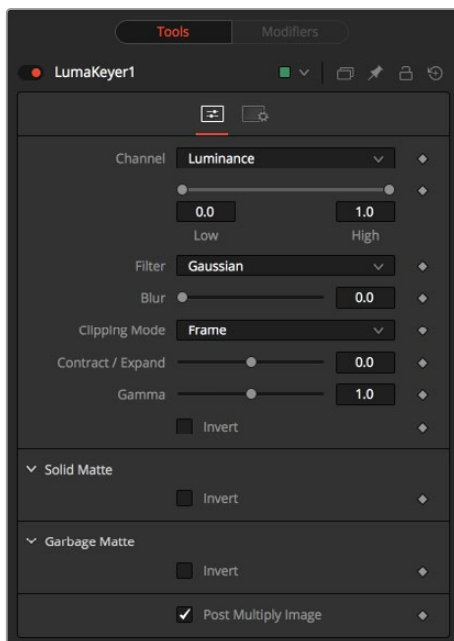 Tools Modifiers
LumaKeyer1
Channel Luminance
0.0 1.0
Low High
Filter Gaussian
Blur 0.0
Clipping Mode Frame
Contract / Expand 0.0
Gamma 1.0
Invert
Solid Matte
Invert
Garbage Matte
Invert
Post Multiply Image